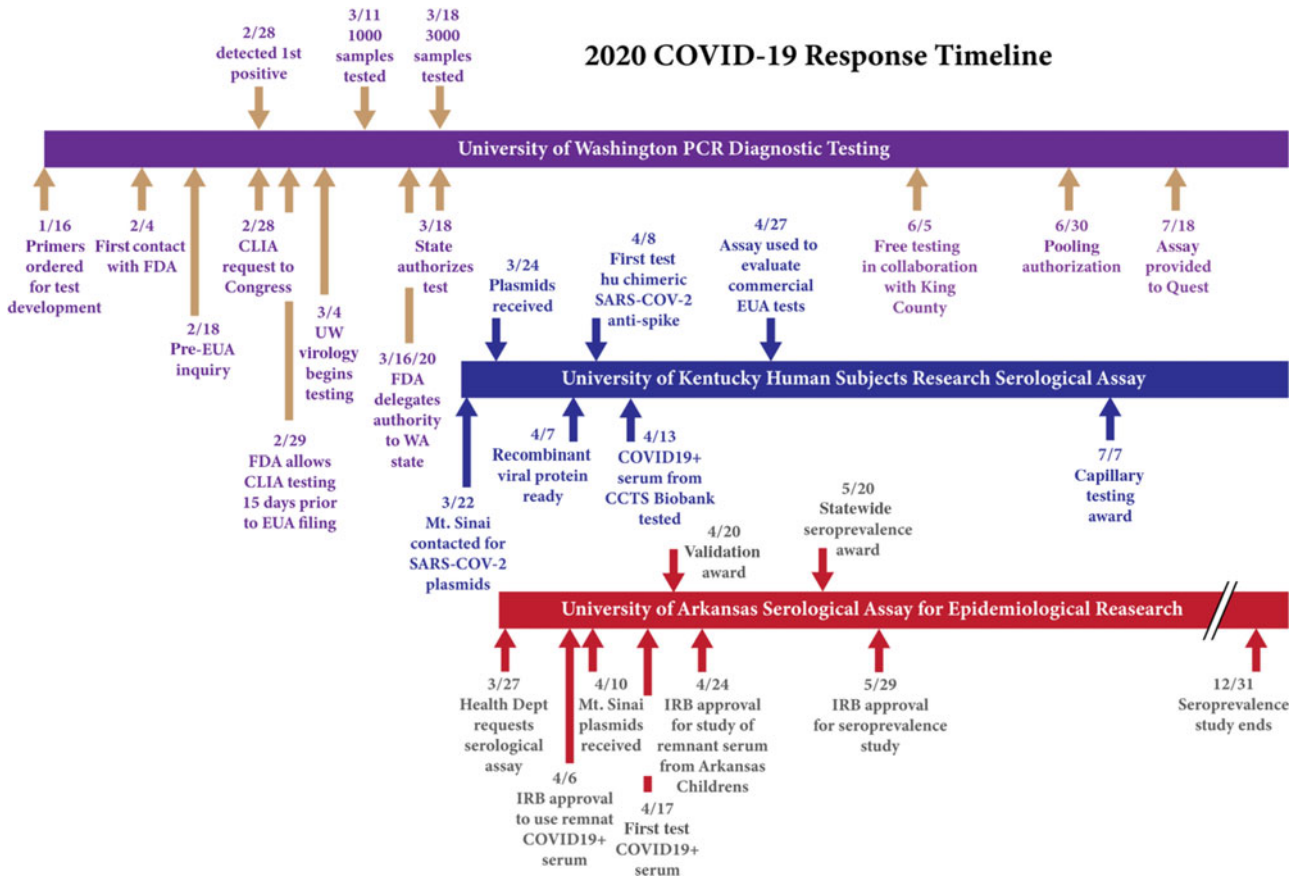 2020 COVID-19 Response Timeline
2/28
detected 1st
positive
3/11
1000
samples
tested
3/18
3000
samples
tested
University of Washington PCR Diagnostic Testing
1/16
Primers
ordered
for test
development
2/4
First contact
with FDA
2/18
Pre-EUA
inquiry
2/28
CLIA
request to
Congress
2/29
FDA allows
CLIA testing
15 days prior
to EUA filing
3/4
UW
virology
begins
testing
3/16/20
FDA
delegates
authority
to WA
state
3/18
State
authorizes
test
6/5
Free testing
in collaboration
with King
County
6/30
Pooling
authorization
7/18
Assay
provided
to Quest
3/24
Plasmids
received
4/8
First test
hu chimeric
SARS-COV-2
anti-spike
4/27
Assay used to
evaluate
commercial
EUA tests
University of Kentucky Human Subjects Research Serological Assay
3/22
Mt. Sinai
contacted for
SARS-COV-2
plasmids
4/7
Recombinant
viral protein
ready
4/13
COVID19+
serum from
CCTS Biobank
tested
7/7
Capillary
testing
award
4/20
Validation
award
5/20
Statewide
seroprevalence
award
University of Arkansas Serological Assay for Epidemiological Reasearch
3/27
Health Dept
requests
serological
assay
4/6
IRB approval
to use remnat
COVID19+
serum
4/10
Mt. Sinai
plasmids
received
4/17
First test
COVID19+
serum
4/24
IRB approval
for study of
remnant serum
from Arkansas
Childrens
5/29
IRB approval
for seroprevalence
study
12/31
Seroprevalence
study ends